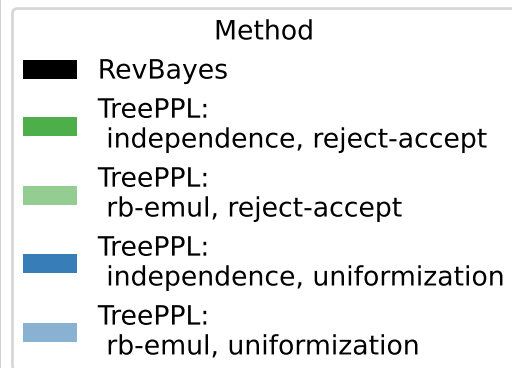 Method
RevBayes
TreePPL:
independence, reject-accept
TreePPL:
rb-emul, reject-accept
TreePPL:
independence, uniformization
TreePPL:
rb-emul, uniformization